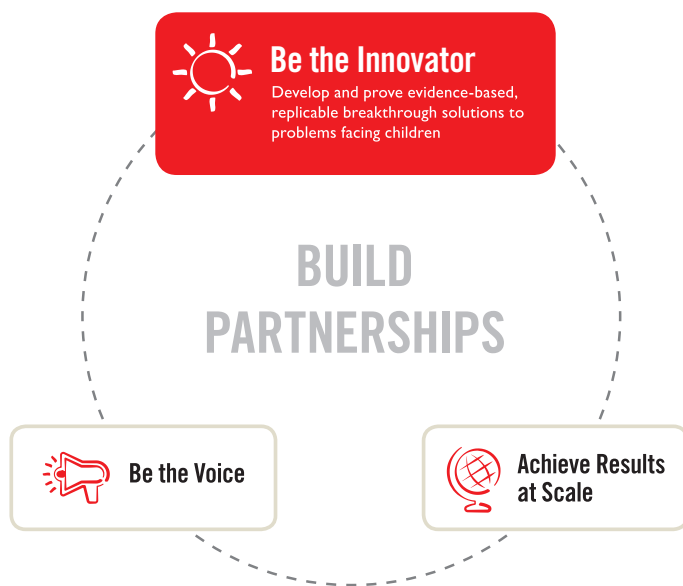 Be the Innovator
Develop and prove evidence-based,
replicable breakthrough solutions to
problems facing children
BUILD
PARTNERSHIPS
Be the Voice
Achieve Results
at Scale